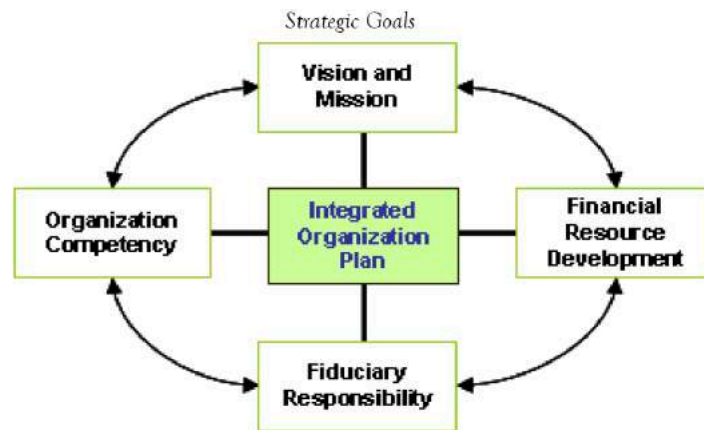 Strategic Goals
Vision and
Mission
Organization
Competency
Integrated
Organization
Plan
Financial
Resource
Development
Fiduciary
Responsibility